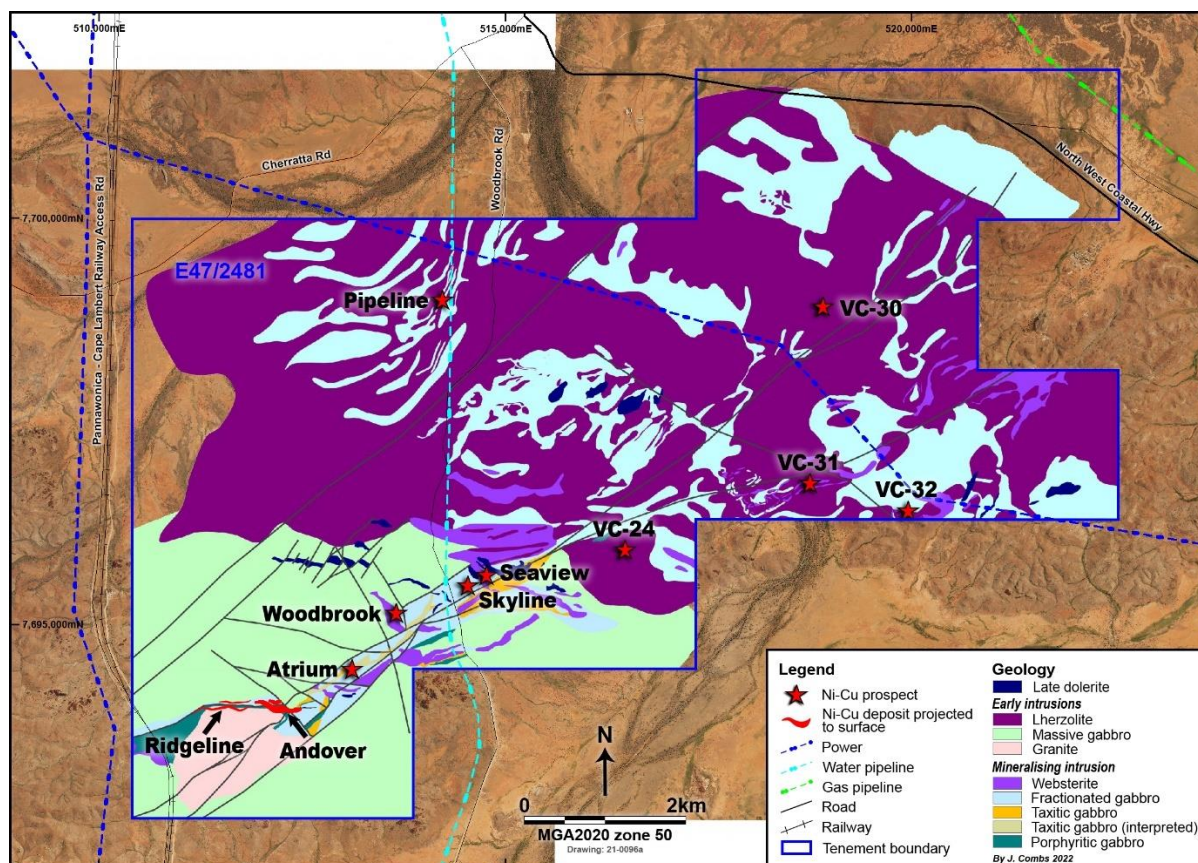 510,000mE
515,000mE
520,000mE
7,700,000mN
7,695,000mN
Pannawonica - Cape Lambert Railway Access Rd
Cherratta Rd
Woodbrook Rd
North West Coastal Hwy
E47/2481
Pipeline
VC-30
VC-31
VC-32
VC-24
Seaview
Skyline
Woodbrook
Atrium
Ridgeline
Andover
N
0 2km
MGA2020 zone 50
Drawing: 21-0096a
Legend
Ni-Cu prospect
Ni-Cu deposit projected
to surface
Power
Water pipeline
Gas pipeline
Road
Railway
Tenement boundary
Geology
Late dolerite
Early intrusions
Lherzolite
Massive gabbro
Granite
Mineralising intrusion
Websterite
Fractionated gabbro
Taxitic gabbro
Taxitic gabbro (interpreted)
Porphyritic gabbro
By J. Combs 2022